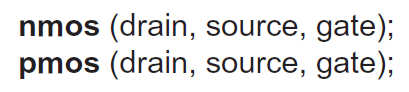 nmos (drain, source, gate);
pmos (drain, source, gate);